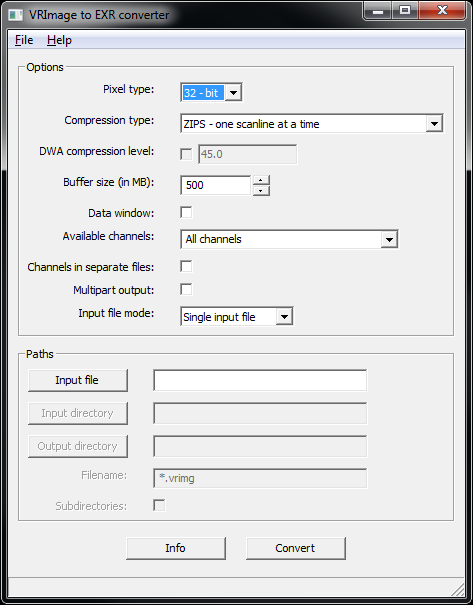 VRImage to EXR converter
File Help
Options
Pixel type: 32 - bit
Compression type: ZIPS - one scanline at a time
DWA compression level: 45.0
Buffer size (in MB): 500
Data window:
Available channels: All channels
Channels in separate files:
Multipart output:
Input file mode: Single input file
Paths
Input file
Input directory
Output directory
Filename: *.vrimg
Subdirectories:
Info Convert